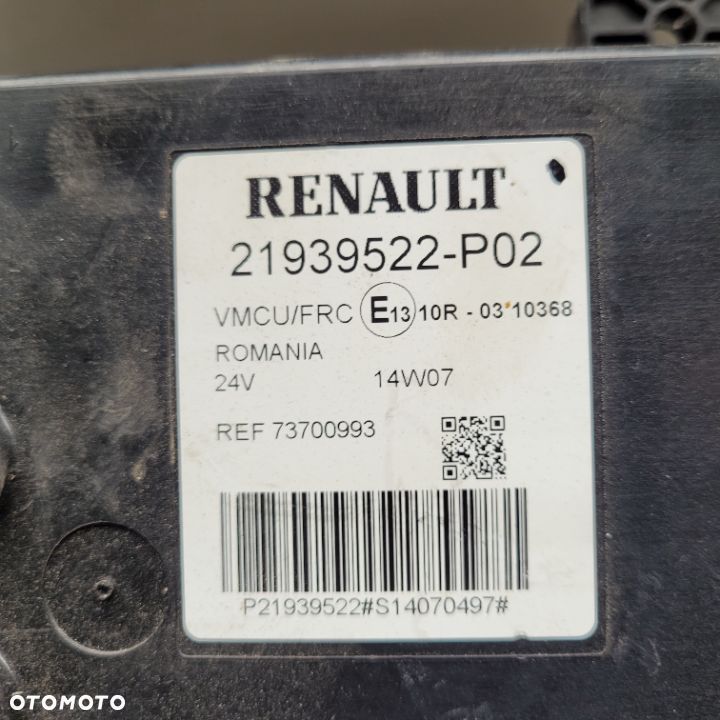 RENAULT
21939522-P02
VMCU/FRC E13 10R - 03 10368
ROMANIA
24V 14W07
REF 73700993
P21939522#S14070497#
OTOMOTO